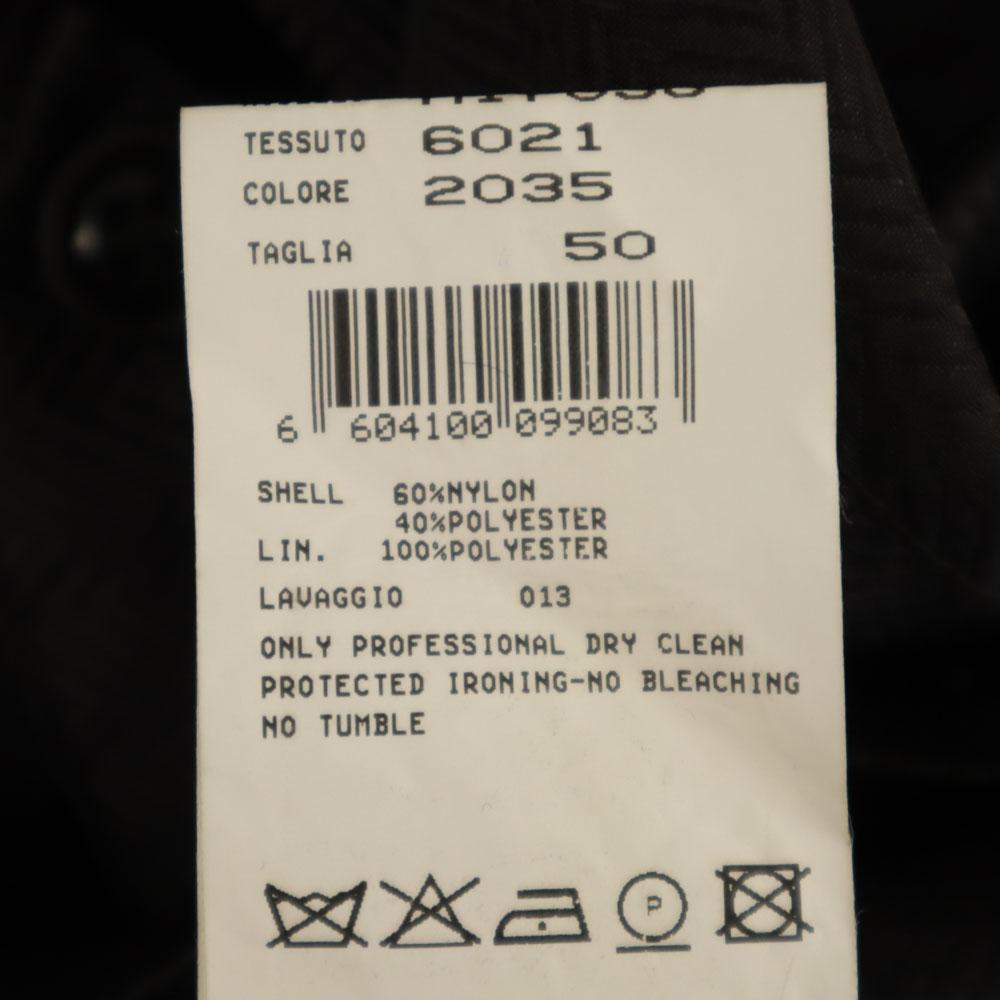 TESSUTO 6021
COLORE 2035
TAGLIA 50
6 604100 099083
SHELL 60%NYLON
40%POLYESTER
LIN. 100%POLYESTER
LAVAGGIO 013
ONLY PROFESSIONAL DRY CLEAN
PROTECTED IRONING-NO BLEACHING
NO TUMBLE
P